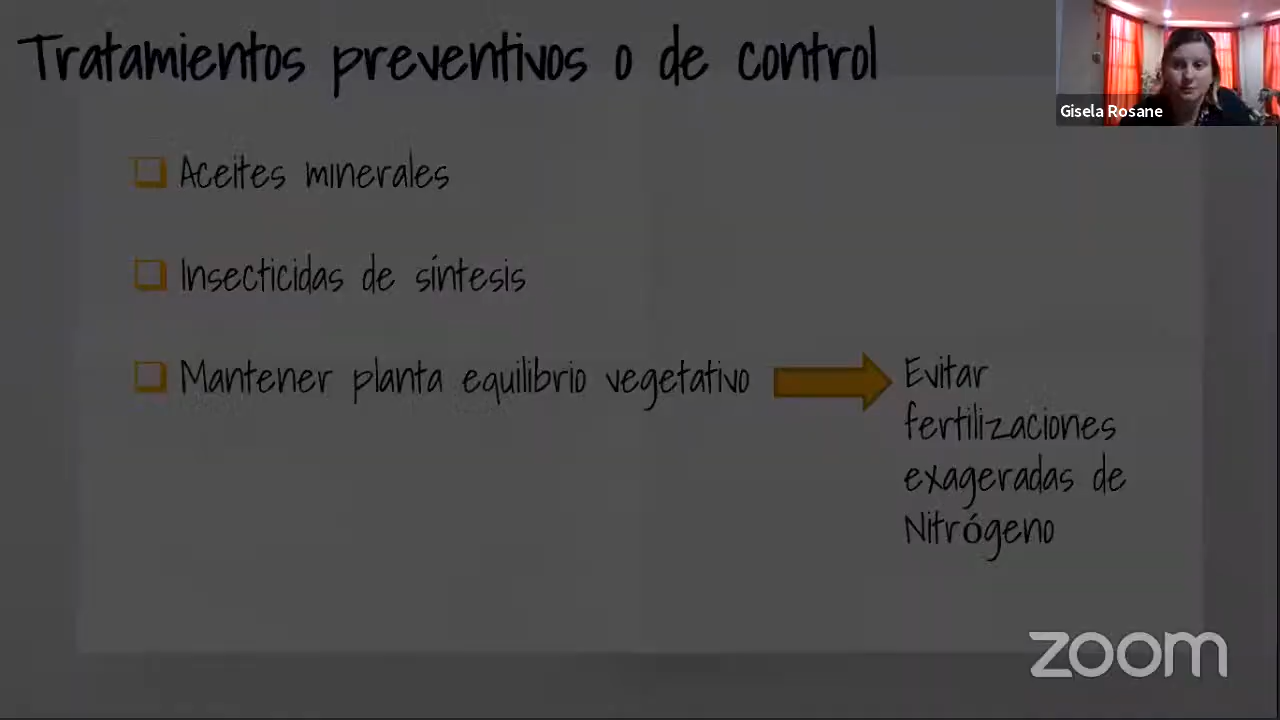 Tratamientos preventivos o de control
Gisela Rosane
Aceites minerales
Insecticidas de síntesis
Mantener planta equilibrio vegetativo
Evitar
fertilizaciones
exageradas de
Nitrógeno
zoom